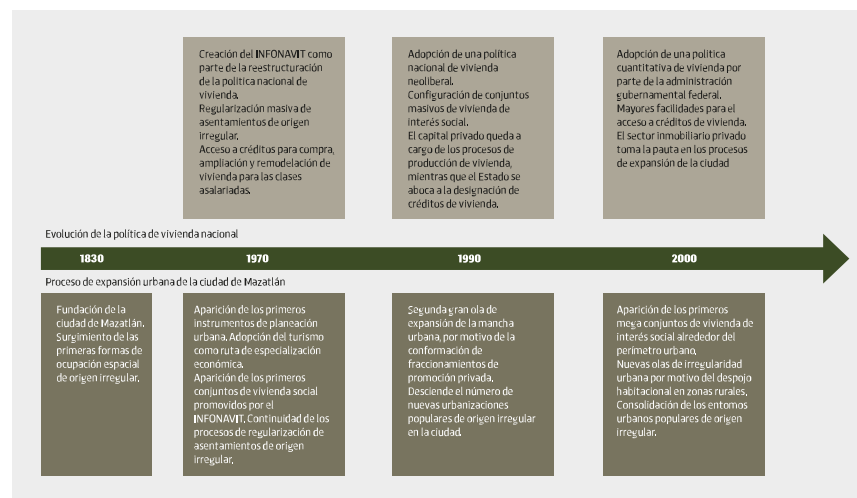 Creación del INFONAVIT como
parte de la reestructuración
de la política nacional de
vivienda.
Regularización masiva de
asentamientos de origen
irregular.
Acceso a créditos para compra,
ampliación y remodelación de
vivienda para las clases
asalariadas.
Adopción de una política
nacional de vivienda
neoliberal.
Configuración de conjuntos
masivos de vivienda de
interés social.
El capital privado queda a
cargo de los procesos de
producción de vivienda,
mientras que el Estado se
aboca a la designación de
créditos de vivienda.
Adopción de una política
cuantitativa de vivienda por
parte de la administración
gubernamental federal.
Mayores facilidades para el
acceso a créditos de vivienda.
El sector inmobiliario privado
toma la pauta en los procesos
de expansión de la ciudad
Evolución de la política de vivienda nacional
1830
1970
1990
2000
Proceso de expansión urbana de la ciudad de Mazatlán
Fundación de la
ciudad de Mazatlán.
Surgimiento de las
primeras formas de
ocupación espacial
de origen irregular.
Aparición de los primeros
instrumentos de planeación
urbana. Adopción del turismo
como ruta de especialización
económica.
Aparición de los primeros
conjuntos de vivienda social
promovidos por el
INFONAVIT. Continuidad de los
procesos de regularización de
asentamientos de origen
irregular.
Segunda gran ola de
expansión de la mancha
urbana, por motivo de la
conformación de
fraccionamientos de
promoción privada.
Desciende el número de
nuevas urbanizaciones
populares de origen irregular
en la ciudad.
Aparición de los primeros
mega conjuntos de vivienda de
interés social alrededor del
perímetro urbano.
Nuevas olas de irregularidad
urbana por motivo del despojo
habitacional en zonas rurales.
Consolidación de los entornos
urbanos populares de origen
irregular.